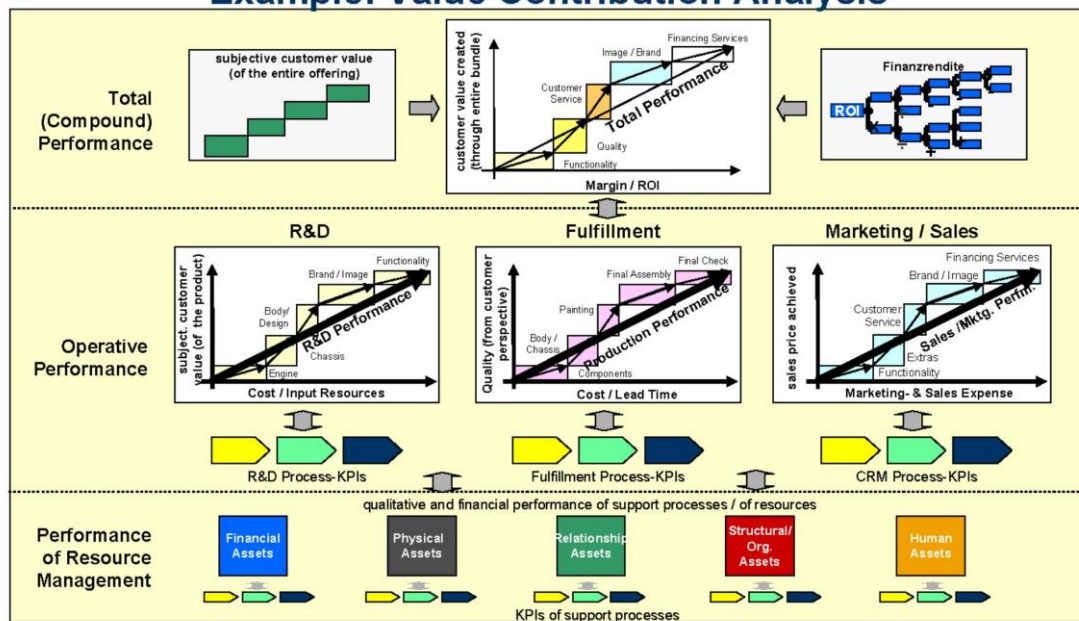 Example: Value Contribution Analysis
Total
(Compound)
Performance
subjective customer value
(of the entire offering)
customer value created
(through entire bundle)
Financing Services
Image / Brand
Customer
Service
Total Performance
Quality
Functionality
Margin / ROI
Finanzrendite
ROI
Operative
Performance
R&D
subject. customer
value (of the product)
Functionality
Brand / Image
Body/
Design
R&D Performance
Chassis
Engine
Cost / Input Resources
R&D Process-KPIs
Fulfillment
Quality (from customer
perspective)
Final Check
Final Assembly
Painting
Production Performance
Body /
Chassis
Components
Cost / Lead Time
Fulfillment Process-KPIs
Marketing / Sales
sales price achieved
Financing Services
Brand / Image
Customer
Service
Sales /Mktg. Perfm.
Extras
Functionality
Marketing- & Sales Expense
CRM Process-KPIs
Performance
of Resource
Management
qualitative and financial performance of support processes / of resources
Financial
Assets
Physical
Assets
Relationship
Assets
Structural/
Org.
Assets
Human
Assets
KPIs of support processes